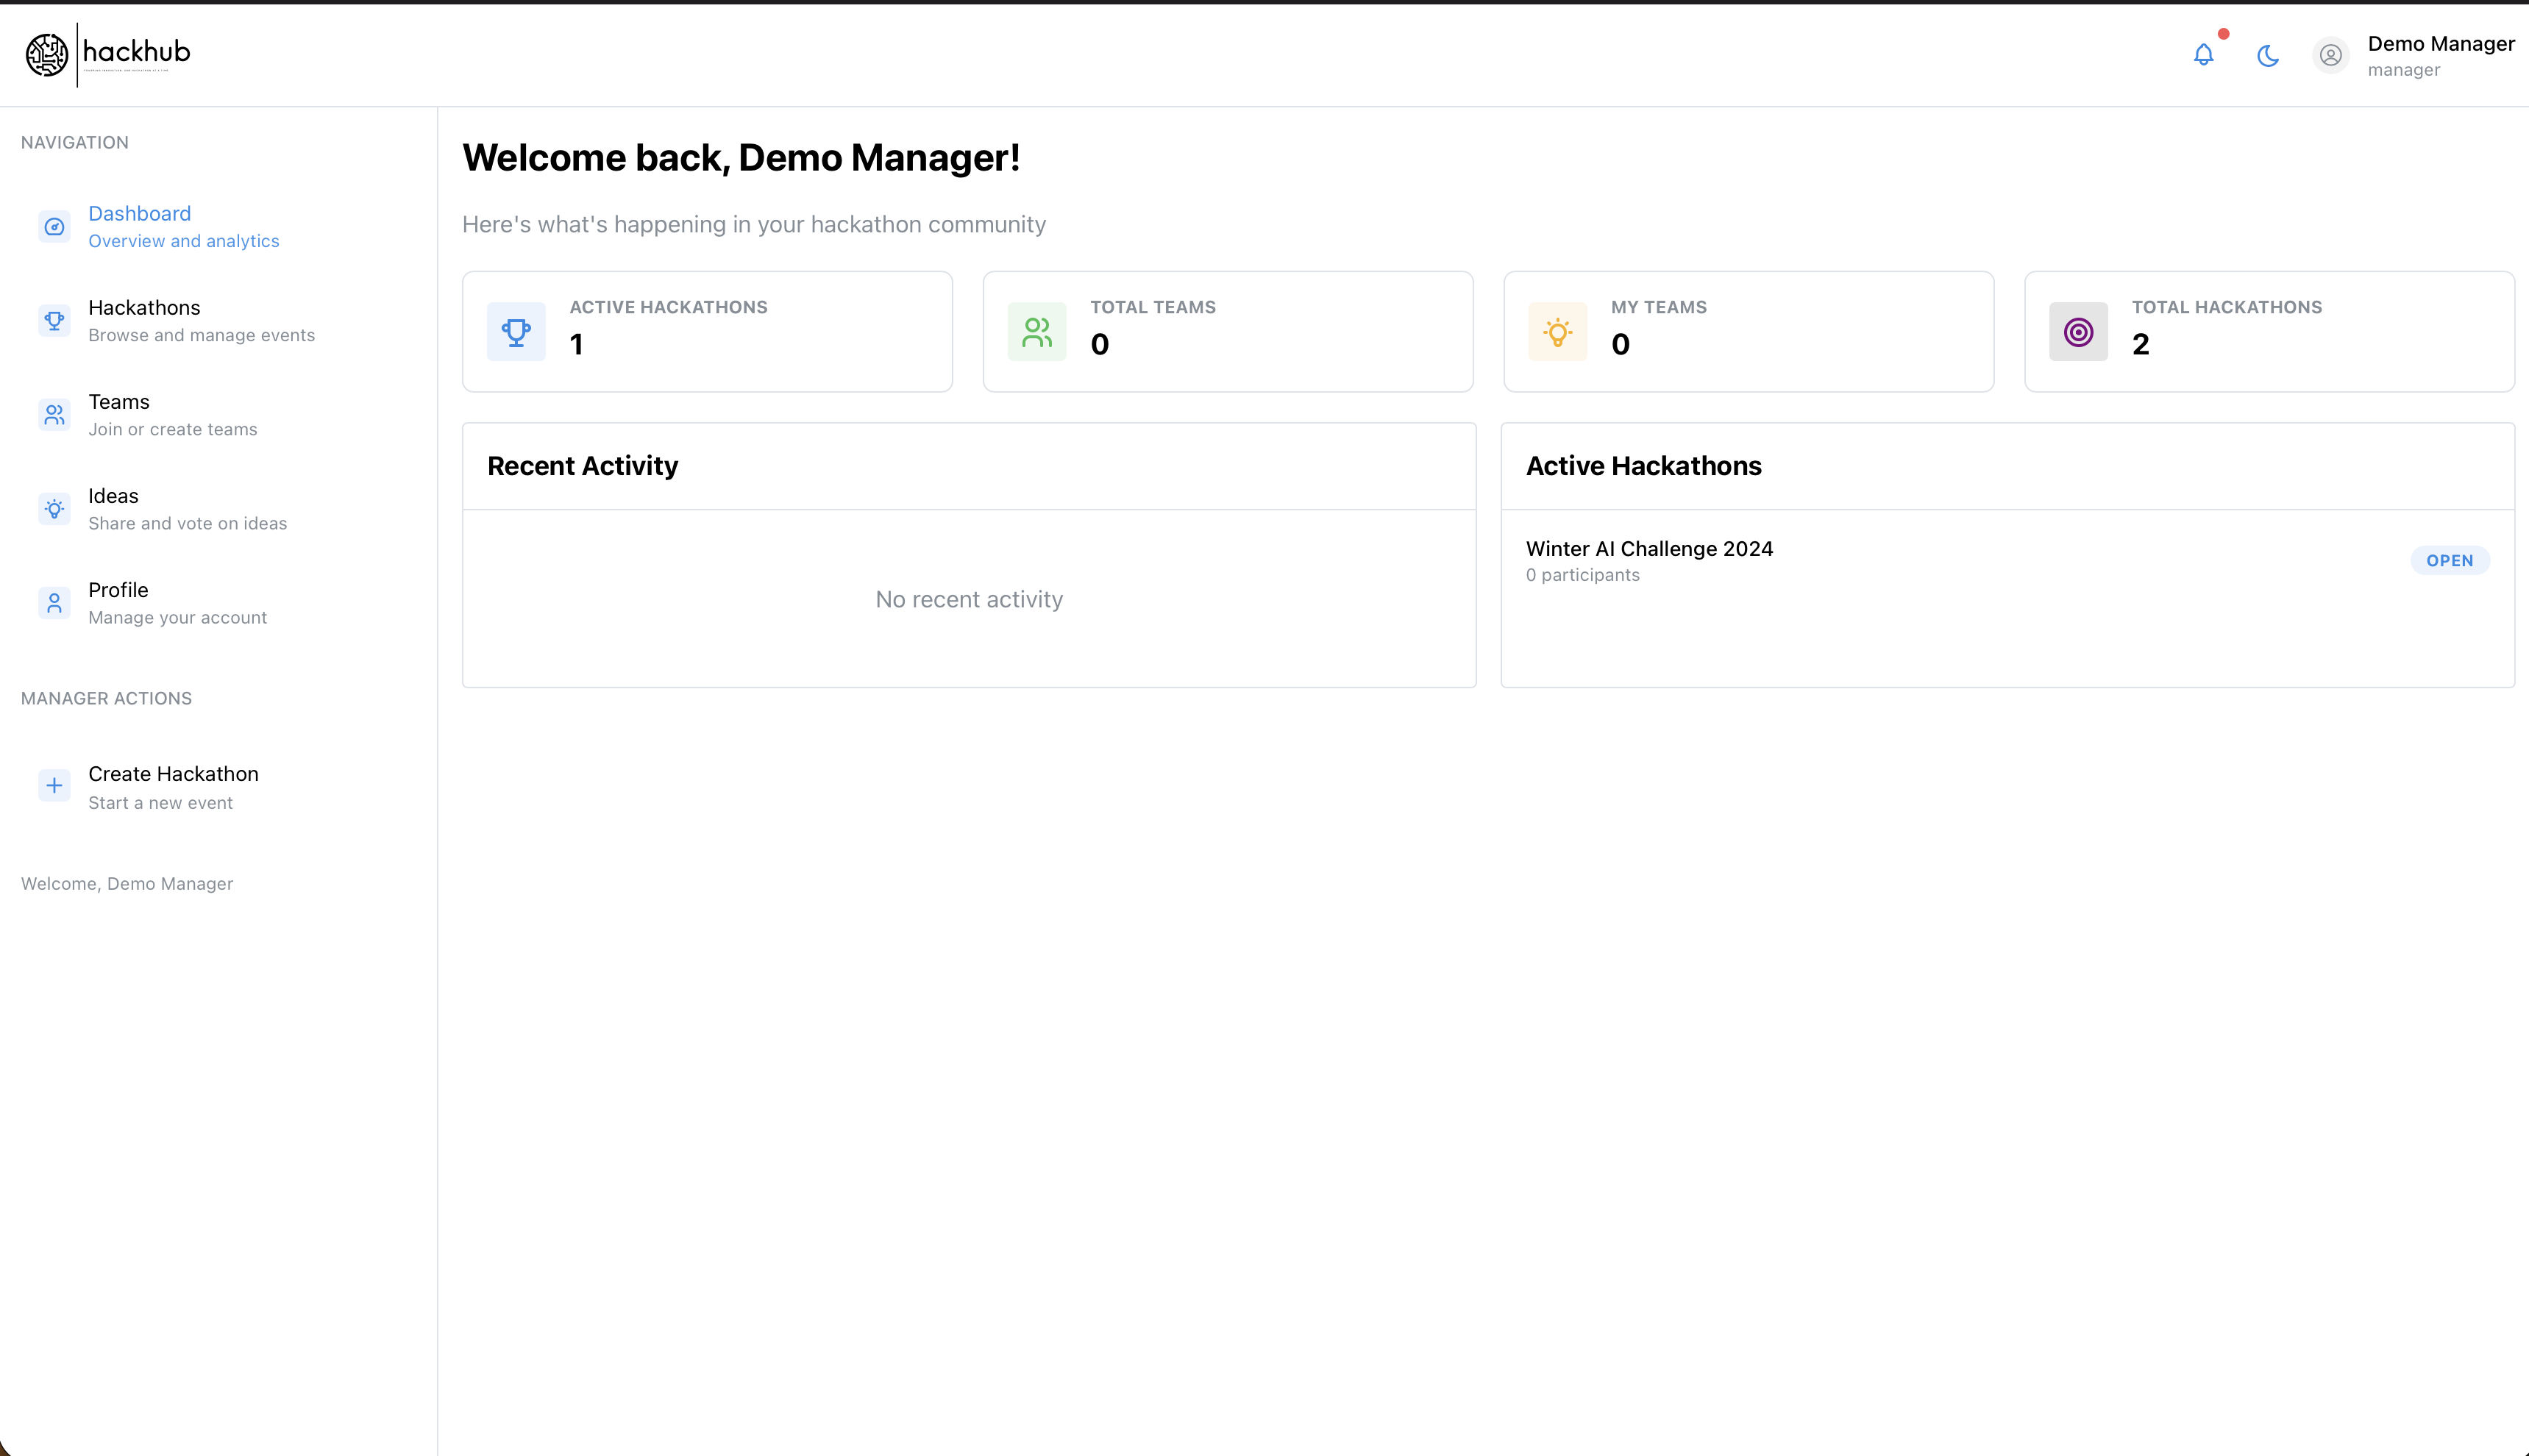 hackhub
Demo Manager
manager
NAVIGATION
Dashboard
Overview and analytics
Hackathons
Browse and manage events
Teams
Join or create teams
Ideas
Share and vote on ideas
Profile
Manage your account
MANAGER ACTIONS
Create Hackathon
Start a new event
Welcome, Demo Manager
Welcome back, Demo Manager!
Here's what's happening in your hackathon community
ACTIVE HACKATHONS
1
TOTAL TEAMS
0
MY TEAMS
0
TOTAL HACKATHONS
2
Recent Activity
No recent activity
Active Hackathons
Winter AI Challenge 2024
0 participants
OPEN